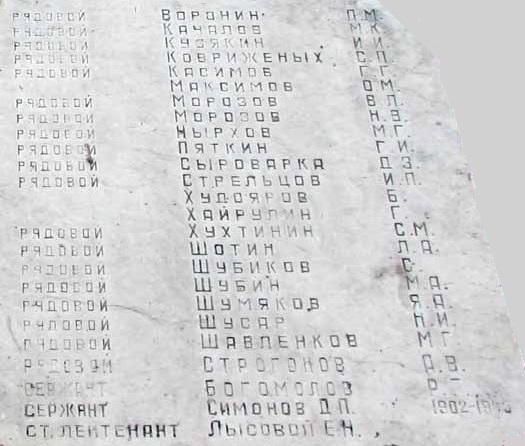 РЯДОВОЙ ВОРОНИН П.М.
РЯДОВОЙ КАЧАЛОВ М.К.
РЯДОВОЙ КУЗЯКИН И.И.
РЯДОВОЙ КОВРИЖЕНЫХ С.П.
РЯДОВОЙ КАСИМОВ Г.Г.
МАКСИМОВ О.М.
РЯДОВОЙ МОРОЗОВ В.П.
РЯДОВОЙ МОРОЗОВ Н.В.
РЯДОВОЙ НЫРХОВ М.Г.
РЯДОВОЙ ПЯТКИН Г.И.
РЯДОВОЙ СЫРОВАРКА Д.З.
РЯДОВОЙ СТРЕЛЬЦОВ И.П.
ХУДОЯРОВ Б.
ХАЙРУЛИН Г.
РЯДОВОЙ ХУХТИНИН С.М.
РЯДОВОЙ ШОТИН Л.А.
РЯДОВОЙ ШУБИКОВ С.
РЯДОВОЙ ШУБИН М.А.
РЯДОВОЙ ШУМЯКОВ Я.А.
РЯДОВОЙ ШУСАР Н.И.
РЯДОВОЙ ШАВЛЕНКОВ М.Г.
РЯДОВОЙ СТРОГОНОВ А.В.
СЕРЖАНТ БОГОМОЛОВ
СЕРЖАНТ СИМОНОВ Д.П.
СТ. ЛЕЙТЕНАНТ ЛЫСОВОЙ Е.Н.